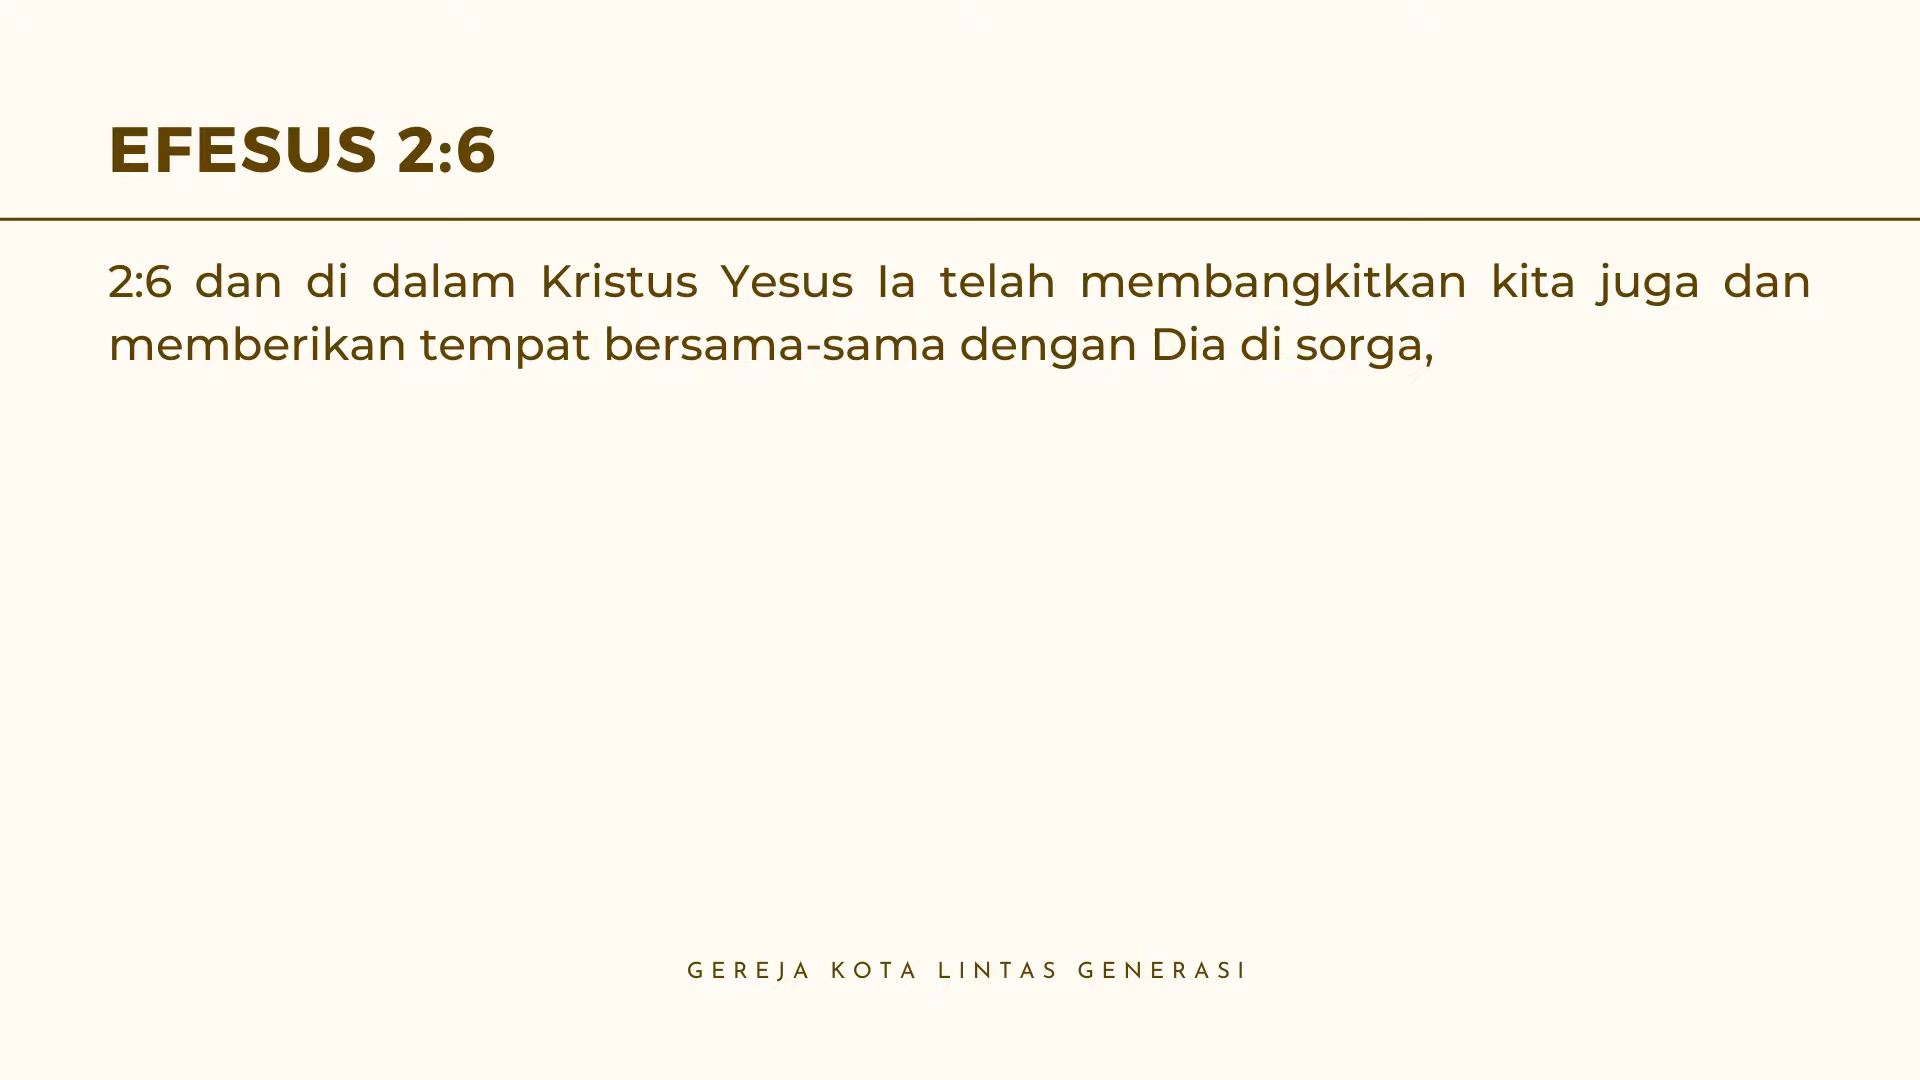 EFESUS 2:6
2:6 dan di dalam Kristus Yesus Ia telah membangkitkan kita juga dan
memberikan tempat bersama-sama dengan Dia di sorga,
GEREJA KOTA LINTAS GENERASI